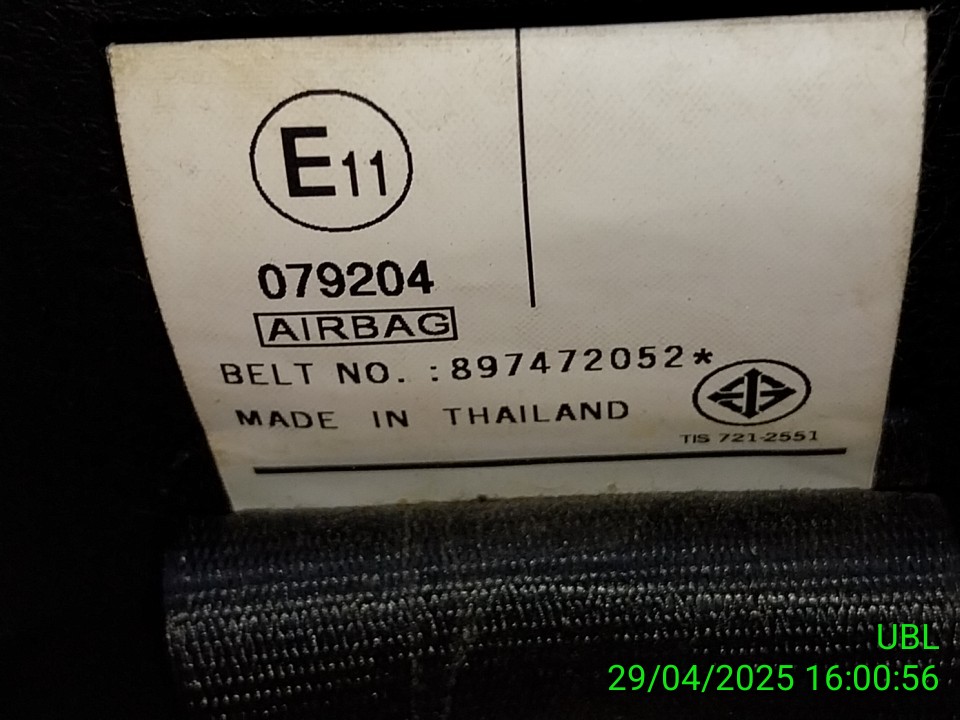 E11
079204
AIRBAG
BELT NO. :897472052*
MADE IN THAILAND
TIS 721-2551
UBL
29/04/2025 16:00:56